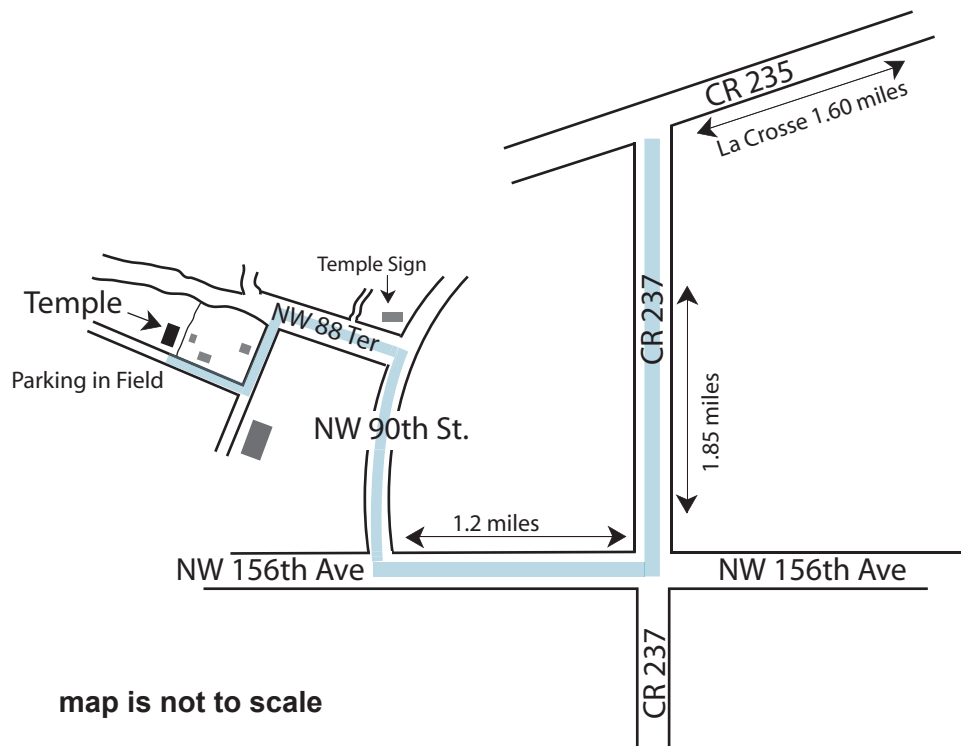 CR 235
La Crosse 1.60 miles
Temple Sign
Temple
NW 88 Ter
CR 237
Parking in Field
NW 90th St.
1.85 miles
1.2 miles
NW 156th Ave
NW 156th Ave
CR 237
map is not to scale